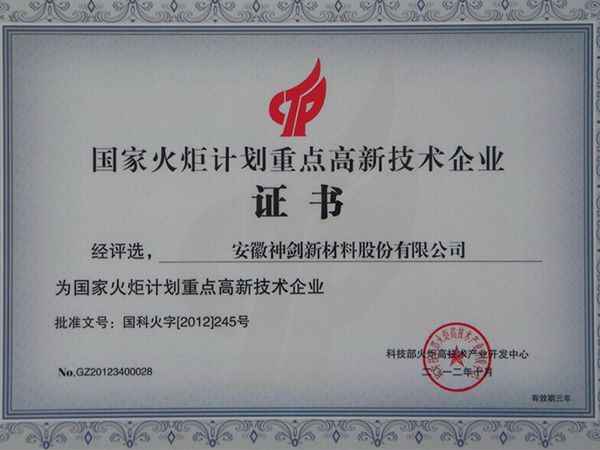 国家火炬计划重点高新技术企业
证书
经评选，安徽神剑新材料股份有限公司
为国家火炬计划重点高新技术企业
批准文号：国科火字[2012]245号
科技部火炬高技术产业开发中心
二〇一二年十月
No.GZ20123400028
有效期三年